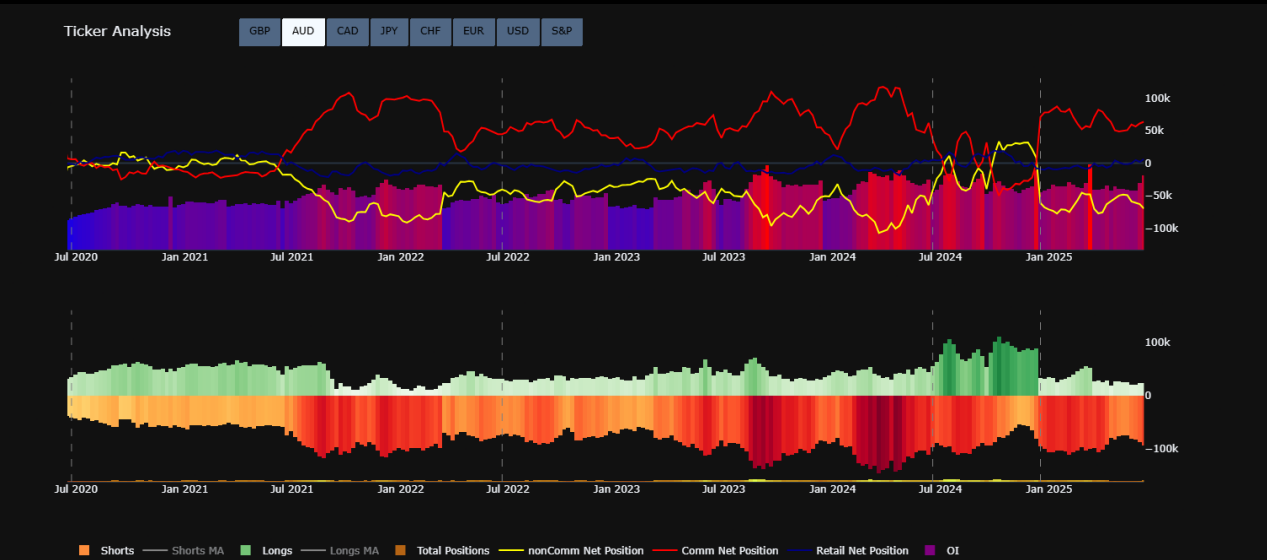 Ticker Analysis GBP AUD CAD JPY CHF EUR USD S&P
100k
50k
0
−50k
−100k
Jul 2020 Jan 2021 Jul 2021 Jan 2022 Jul 2022 Jan 2023 Jul 2023 Jan 2024 Jul 2024 Jan 2025
100k
0
−100k
Jul 2020 Jan 2021 Jul 2021 Jan 2022 Jul 2022 Jan 2023 Jul 2023 Jan 2024 Jul 2024 Jan 2025
Shorts Shorts MA Longs Longs MA Total Positions nonComm Net Position Comm Net Position Retail Net Position OI